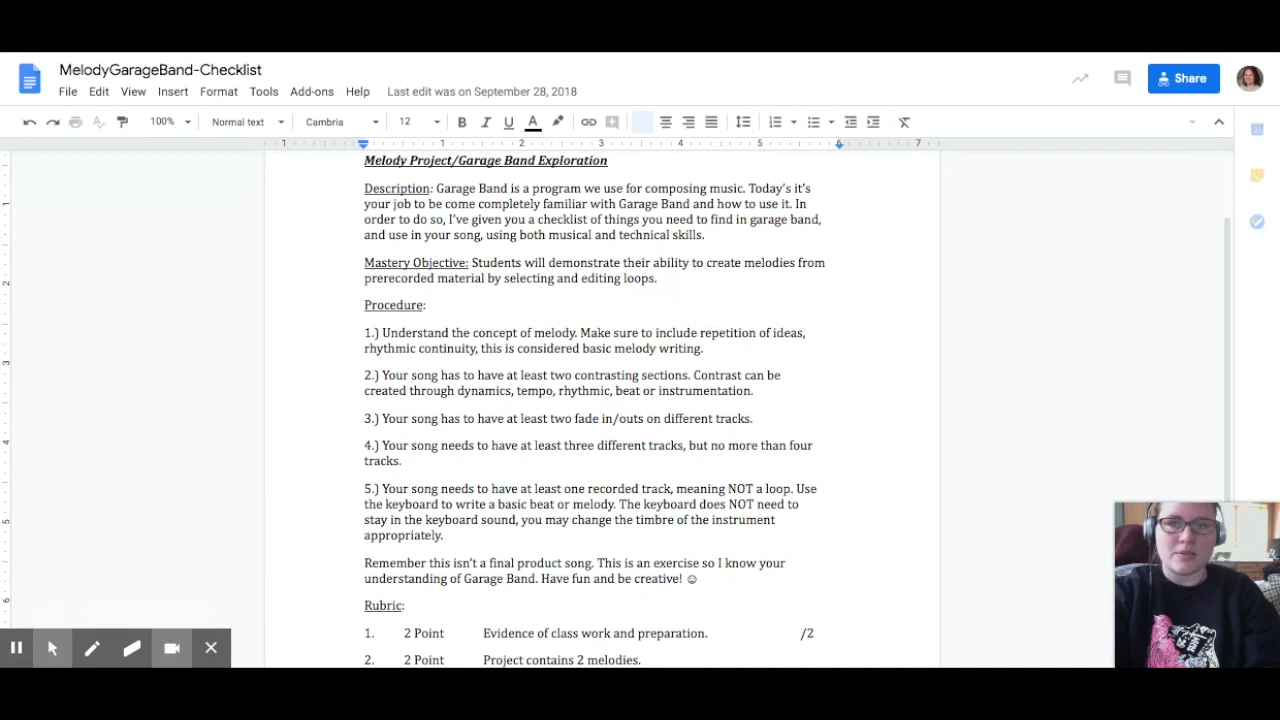 MelodyGarageBand-Checklist
File Edit View Insert Format Tools Add-ons Help Last edit was on September 28, 2018
Share
100% Normal text Cambria 12 B I U A
1 1 2 3 4 5 6 7
Melody Project/Garage Band Exploration
Description: Garage Band is a program we use for composing music. Today's it's
your job to be come completely familiar with Garage Band and how to use it. In
order to do so, I've given you a checklist of things you need to find in garage band,
and use in your song, using both musical and technical skills.
Mastery Objective: Students will demonstrate their ability to create melodies from
prerecorded material by selecting and editing loops.
Procedure:
1.) Understand the concept of melody. Make sure to include repetition of ideas,
rhythmic continuity, this is considered basic melody writing.
2.) Your song has to have at least two contrasting sections. Contrast can be
created through dynamics, tempo, rhythmic, beat or instrumentation.
3.) Your song has to have at least two fade in/outs on different tracks.
4.) Your song needs to have at least three different tracks, but no more than four
tracks.
5.) Your song needs to have at least one recorded track, meaning NOT a loop. Use
the keyboard to write a basic beat or melody. The keyboard does NOT need to
stay in the keyboard sound, you may change the timbre of the instrument
appropriately.
Remember this isn't a final product song. This is an exercise so I know your
understanding of Garage Band. Have fun and be creative! ☺
Rubric:
1. 2 Point Evidence of class work and preparation. /2
2. 2 Point Project contains 2 melodies.